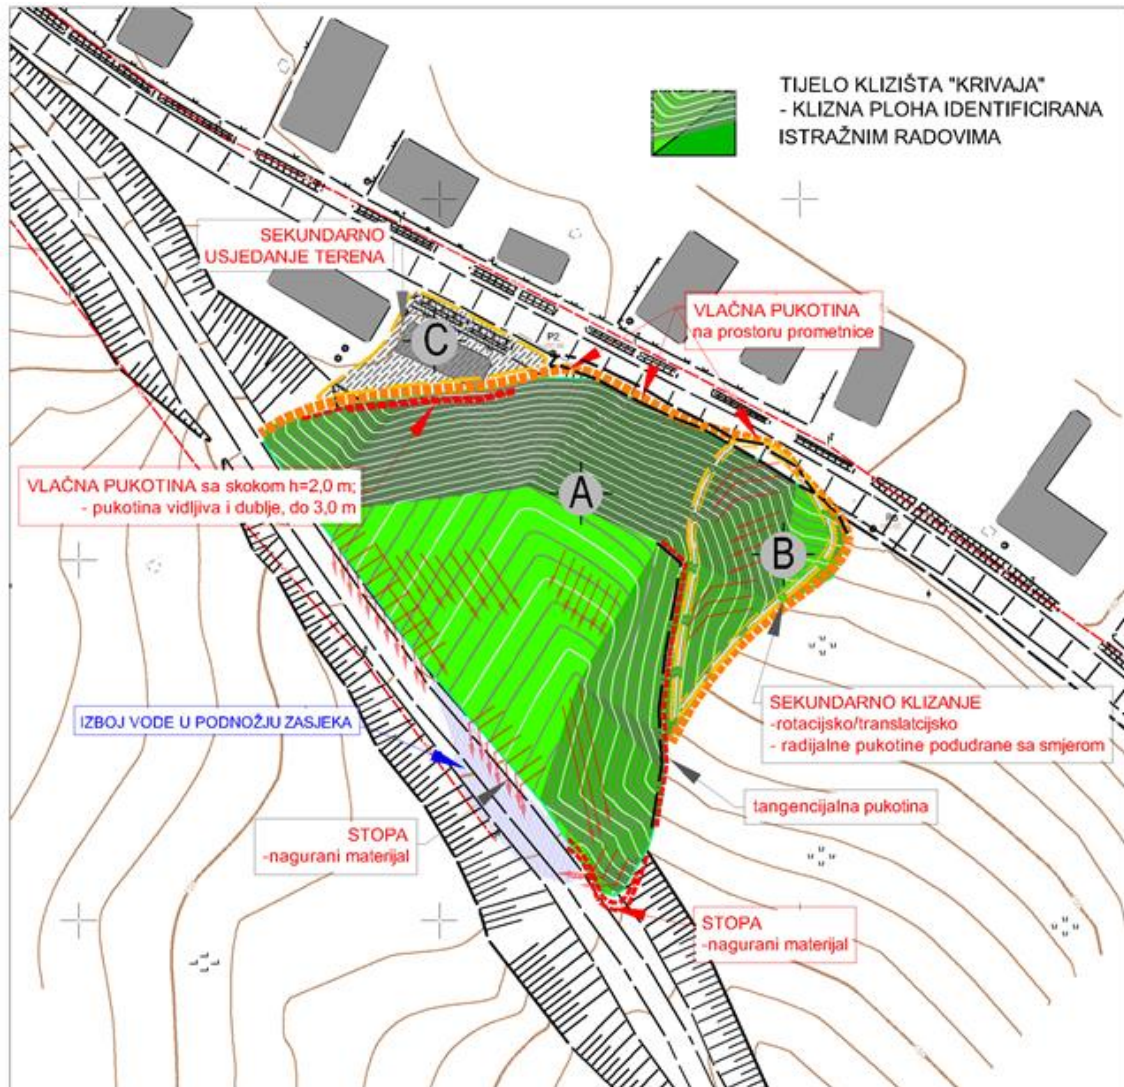 TIJELO KLIZIŠTA "KRIVAJA"
- KLIZNA PLOHA IDENTIFICIRANA
ISTRAŽNIM RADOVIMA
SEKUNDARNO
USJEDANJE TERENA
VLAČNA PUKOTINA
na prostoru prometnice
P2
C
VLAČNA PUKOTINA sa skokom h=2,0 m;
- pukotina vidljiva i dublje, do 3,0 m
A
B
IZBOJ VODE U PODNOŽJU ZASJEKA
SEKUNDARNO KLIZANJE
-rotacijsko/translatcijsko
- radijalne pukotine podudrane sa smjerom
tangencijalna pukotina
STOPA
-nagurani materijal
STOPA
-nagurani materijal